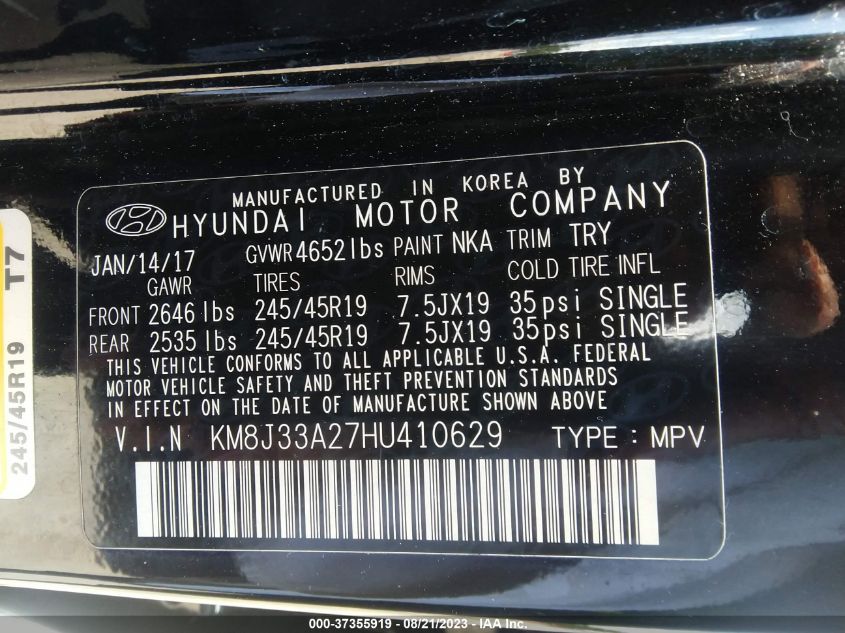 MANUFACTURED IN KOREA BY
HYUNDAI MOTOR COMPANY
JAN/14/17 GVWR 4652 lbs PAINT NKA TRIM TRY
GAWR TIRES RIMS COLD TIRE INFL
FRONT 2646 lbs 245/45R19 7.5JX19 35psi SINGLE
REAR 2535 lbs 245/45R19 7.5JX19 35psi SINGLE
THIS VEHICLE CONFORMS TO ALL APPLICABLE U.S.A. FEDERAL
MOTOR VEHICLE SAFETY AND THEFT PREVENTION STANDARDS
IN EFFECT ON THE DATE OF MANUFACTURE SHOWN ABOVE
V.I.N KM8J33A27HU410629 TYPE : MPV
245/45R19 T7
000-37355919 - 08/21/2023 - IAA Inc.